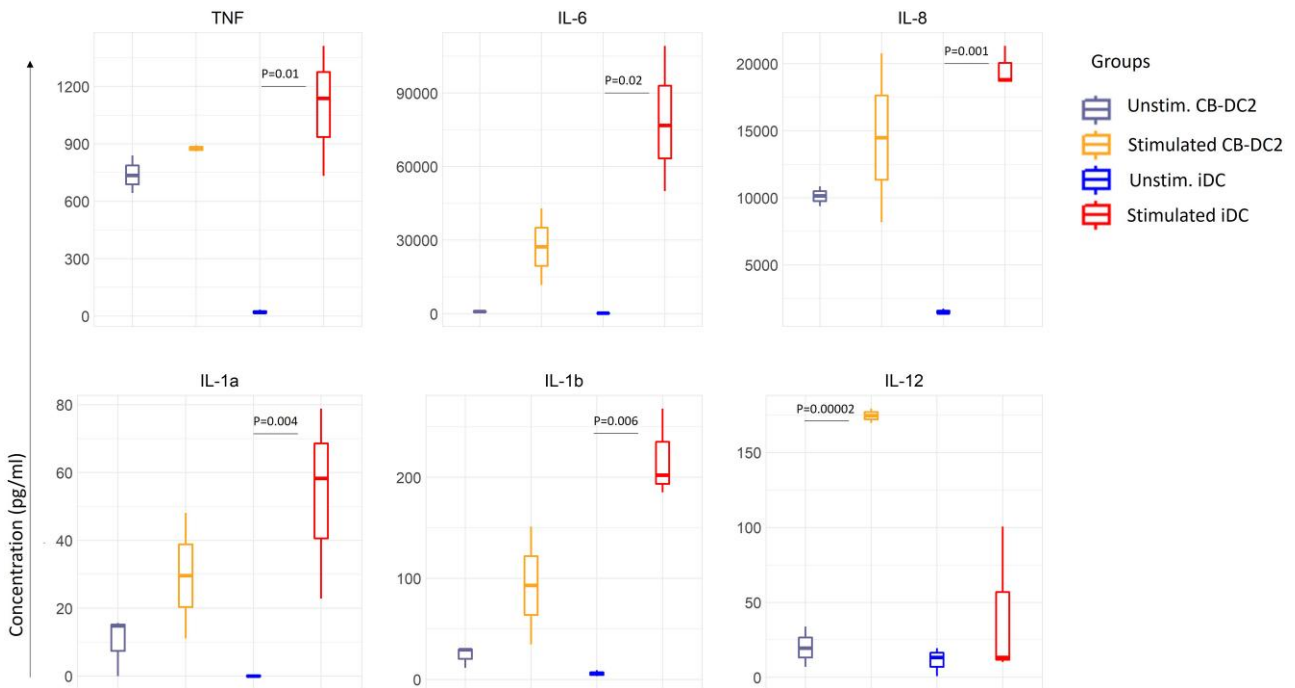 TNF
1200
900
600
300
0
P=0.01
IL-6
90000
60000
30000
0
P=0.02
IL-8
20000
15000
10000
5000
P=0.001
Groups
Unstim. CB-DC2
Stimulated CB-DC2
Unstim. iDC
Stimulated iDC
Concentration (pg/ml)
IL-1a
80
60
40
20
0
P=0.004
IL-1b
200
100
0
P=0.006
IL-12
150
100
50
0
P=0.00002